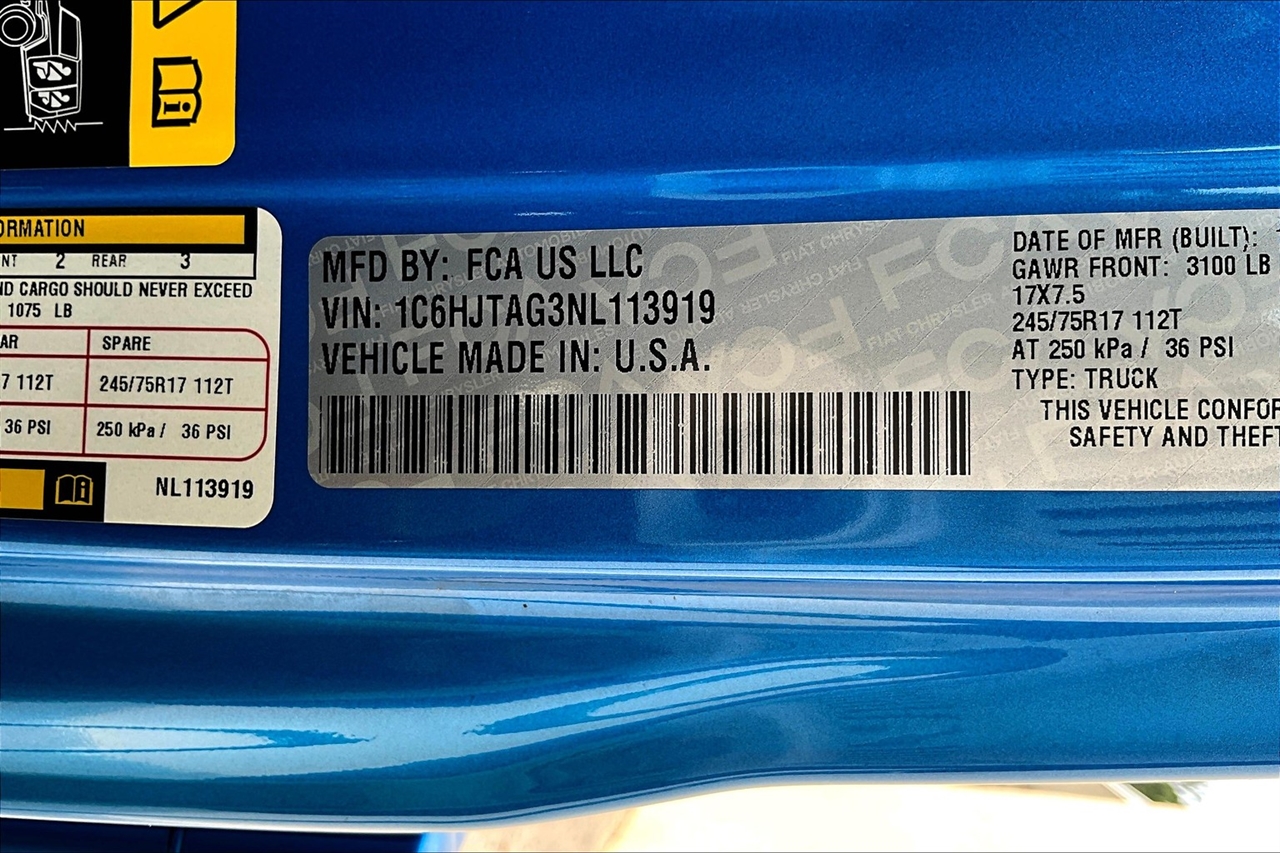 ORMATION
NT 2 REAR 3
ND CARGO SHOULD NEVER EXCEED
1075 LB
AR SPARE
7 112T 245/75R17 112T
36 PSI 250 kPa / 36 PSI
NL113919
MFD BY: FCA US LLC
VIN: 1C6HJTAG3NL113919
VEHICLE MADE IN: U.S.A.
DATE OF MFR (BUILT):
GAWR FRONT: 3100 LB
17X7.5
245/75R17 112T
AT 250 kPa / 36 PSI
TYPE: TRUCK
THIS VEHICLE CONFOR
SAFETY AND THEFT